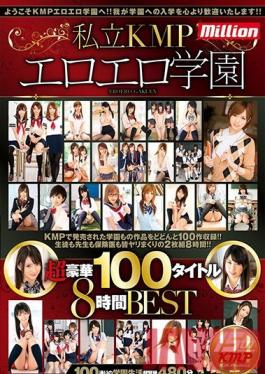 ようこそKMPエロエロ学園へ!!我が学園への入学を心より歓迎いたします!!
Million
私立KMP
エロエロ学園
EROERO GAKUEN
KMPで発売された学園もの作品をどどんと100作収録!!
生徒も先生も保険医も皆ヤりまくりの2枚組8時間!!
超豪華100タイトル
8時間BEST
KMP